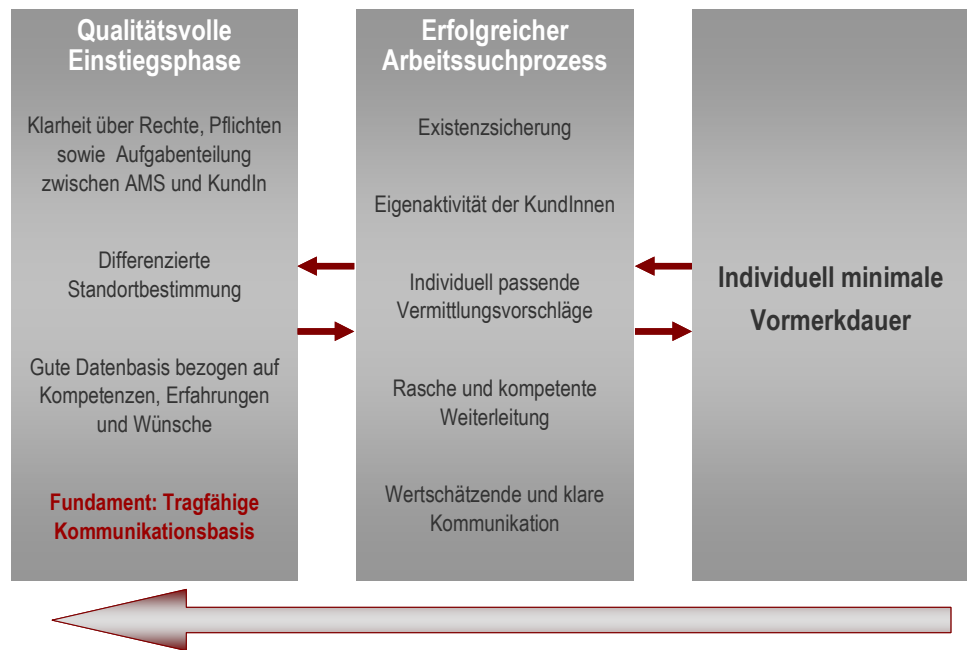 Qualitätsvolle
Einstiegsphase
Klarheit über Rechte, Pflichten
sowie Aufgabenteilung
zwischen AMS und KundIn
Differenzierte
Standortbestimmung
Gute Datenbasis bezogen auf
Kompetenzen, Erfahrungen
und Wünsche
Fundament: Tragfähige
Kommunikationsbasis
Erfolgreicher
Arbeitssuchprozess
Existenzsicherung
Eigenaktivität der KundInnen
Individuell passende
Vermittlungsvorschläge
Rasche und kompetente
Weiterleitung
Wertschätzende und klare
Kommunikation
Individuell minimale
Vormerkdauer